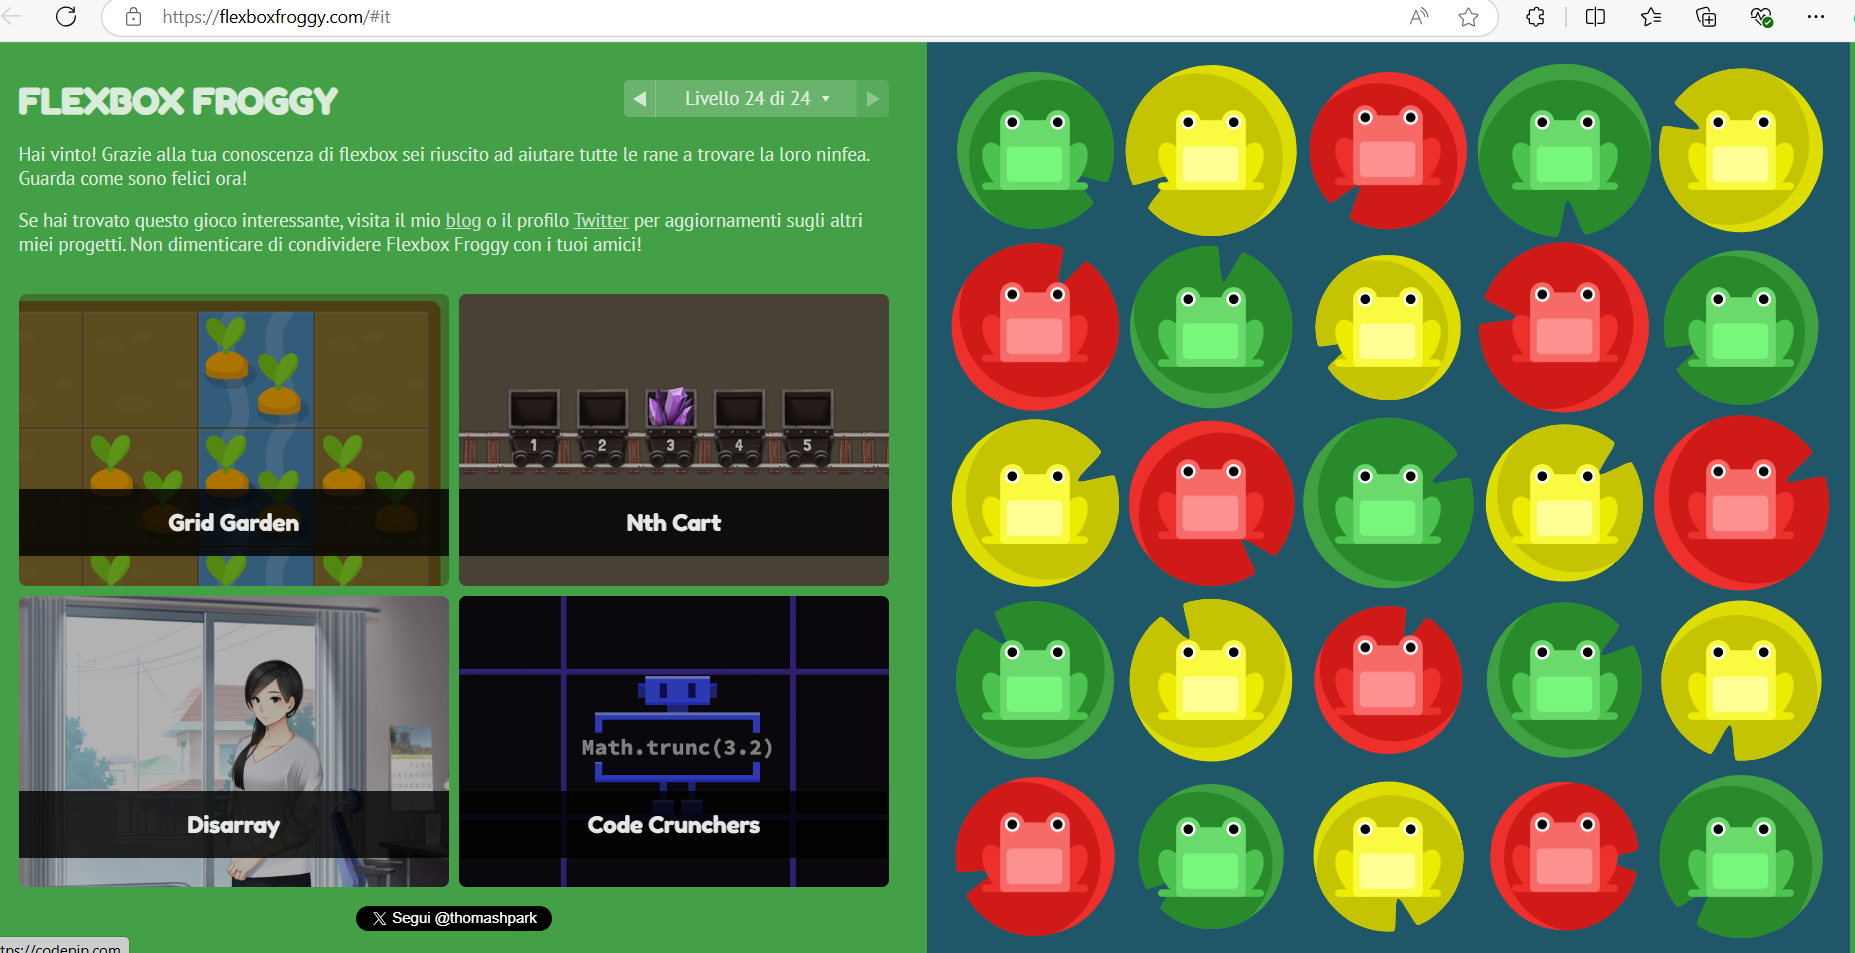 https://flexboxfroggy.com/#it
FLEXBOX FROGGY
Livello 24 di 24
Hai vinto! Grazie alla tua conoscenza di flexbox sei riuscito ad aiutare tutte le rane a trovare la loro ninfea.
Guarda come sono felici ora!
Se hai trovato questo gioco interessante, visita il mio blog o il profilo Twitter per aggiornamenti sugli altri
miei progetti. Non dimenticare di condividere Flexbox Froggy con i tuoi amici!
1 2 3 4 5
Grid Garden
Nth Cart
Math.trunc(3.2)
Disarray
Code Crunchers
Segui @thomashpark
tps://codepip.com